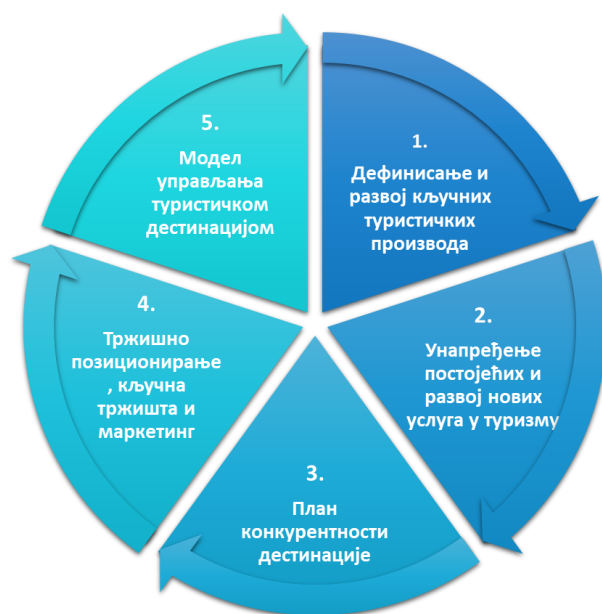 1.
Дефинисање и
развој кључних
туристичких
производа
2.
Унапређење
постојећих и
развој нових
услуга у туризму
3.
План
конкурентности
дестинације
4.
Тржишно
позиционирање
, кључна
тржишта и
маркетинг
5.
Модел
управљања
туристичком
дестинацијом